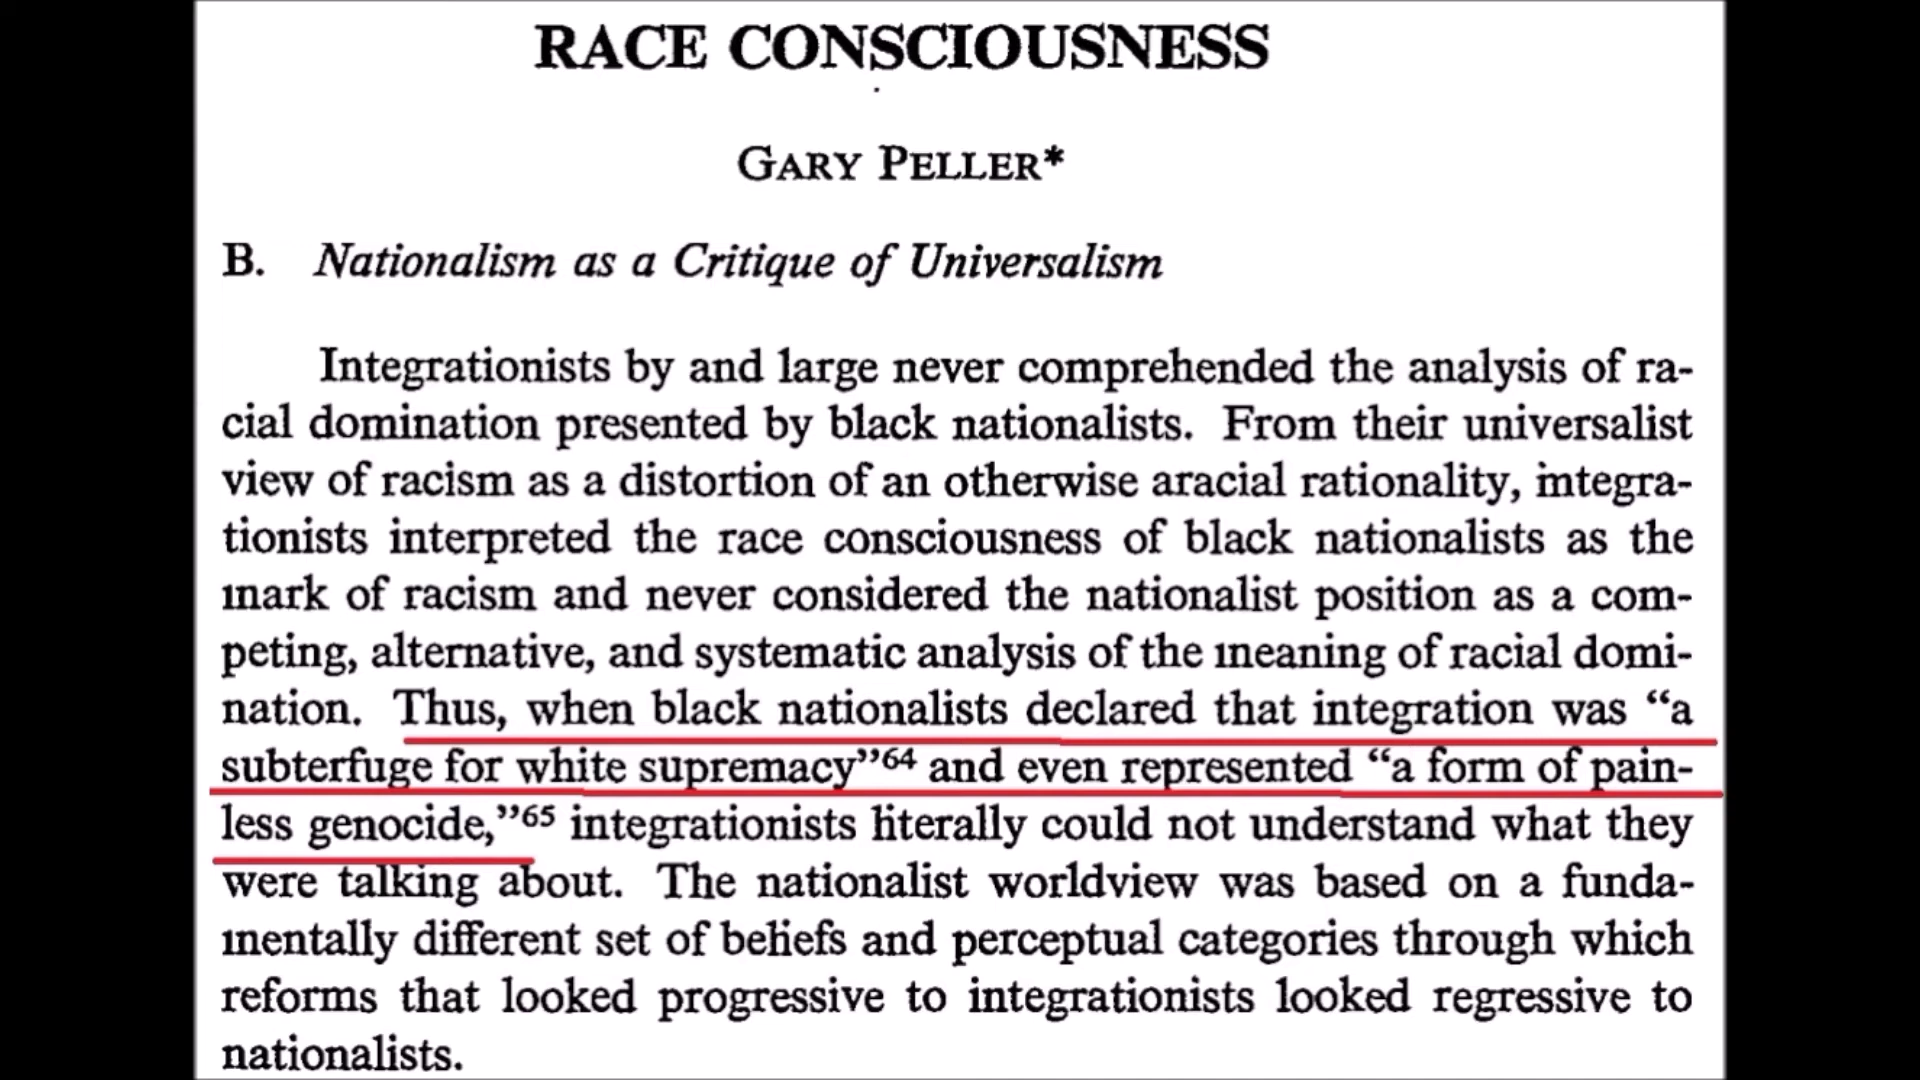 RACE CONSCIOUSNESS
GARY PELLER*
B. Nationalism as a Critique of Universalism
Integrationists by and large never comprehended the analysis of ra-
cial domination presented by black nationalists. From their universalist
view of racism as a distortion of an otherwise aracial rationality, integra-
tionists interpreted the race consciousness of black nationalists as the
mark of racism and never considered the nationalist position as a com-
peting, alternative, and systematic analysis of the meaning of racial domi-
nation. Thus, when black nationalists declared that integration was “a
subterfuge for white supremacy”64 and even represented “a form of pain-
less genocide,”65 integrationists literally could not understand what they
were talking about. The nationalist worldview was based on a funda-
mentally different set of beliefs and perceptual categories through which
reforms that looked progressive to integrationists looked regressive to
nationalists.